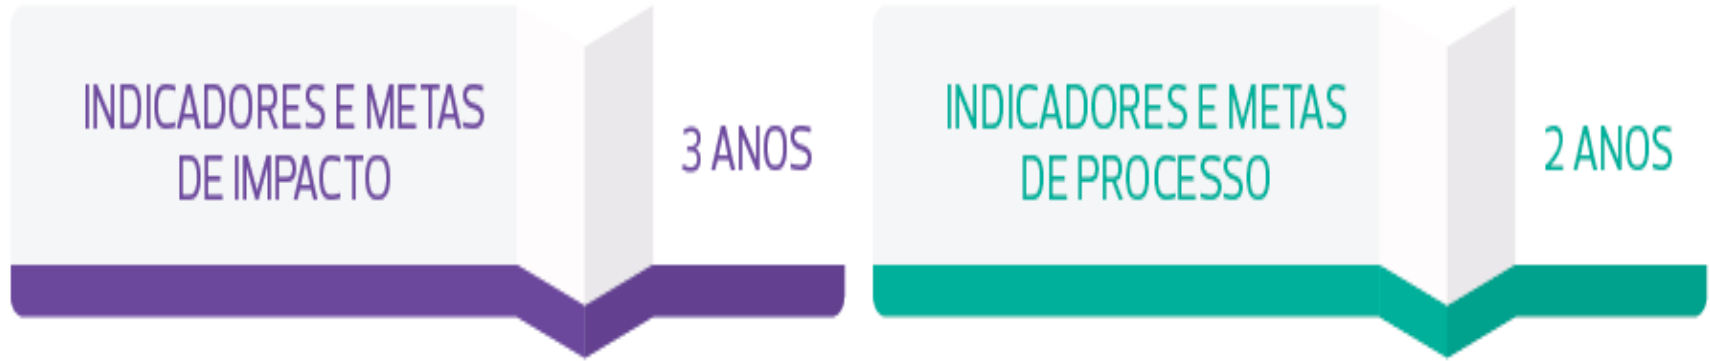 INDICADORES E METAS
DE IMPACTO
3 ANOS
INDICADORES E METAS
DE PROCESSO
2 ANOS